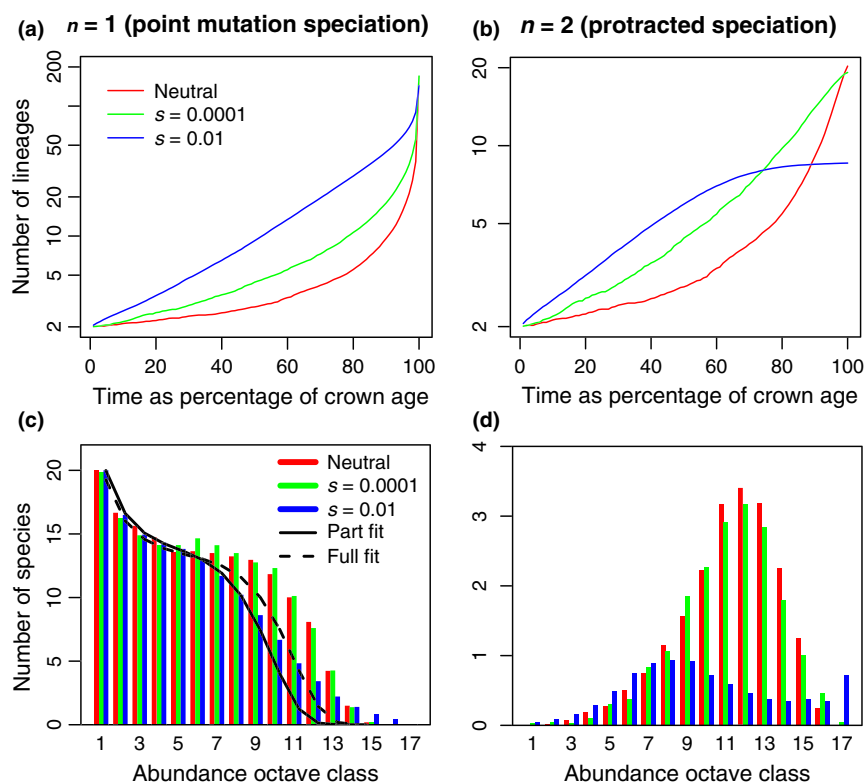 (a) n = 1 (point mutation speciation)
200
50
20
10
5
2
Number of lineages
Neutral
s = 0.0001
s = 0.01
0 20 40 60 80 100
Time as percentage of crown age
(b) n = 2 (protracted speciation)
20
10
5
2
0 20 40 60 80 100
Time as percentage of crown age
(c)
20
15
10
5
0
Number of species
Neutral
s = 0.0001
s = 0.01
Part fit
Full fit
1 3 5 7 9 11 13 15 17
Abundance octave class
(d)
4
3
2
1
0
1 3 5 7 9 11 13 15 17
Abundance octave class